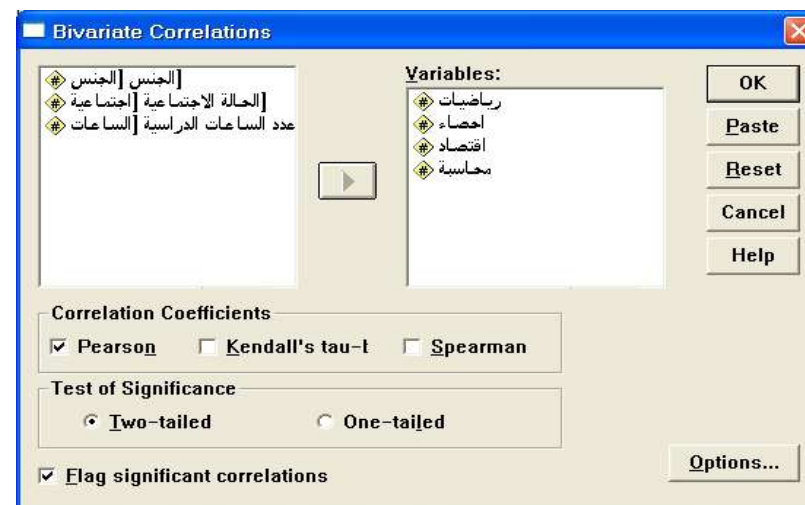 Bivariate Correlations
الجنس [الجنس]
الحالة الاجتماعية [اجتماعية]
عدد الساعات الدراسية [الساعات
Variables:
رياضيات
احصاء
اقتصاد
محاسبة
OK
Paste
Reset
Cancel
Help
Correlation Coefficients
Pearson
Kendall's tau-b
Spearman
Test of Significance
Two-tailed
One-tailed
Flag significant correlations
Options...